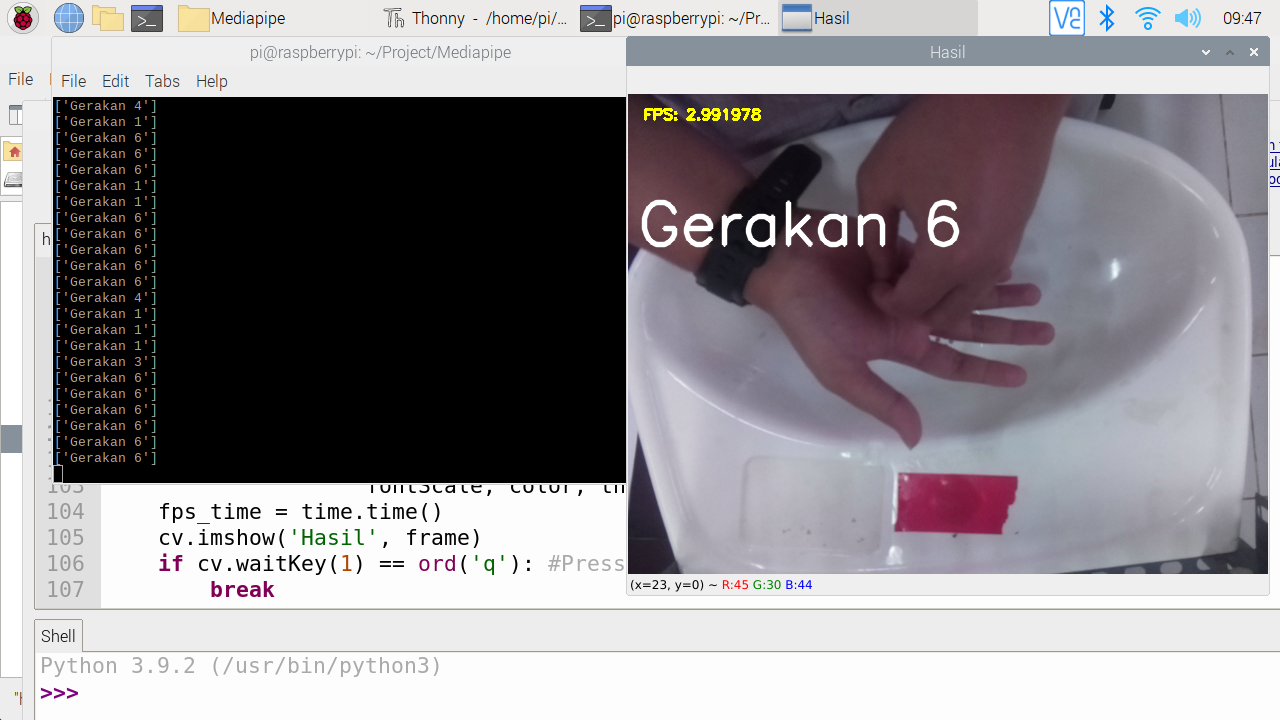 Mediapipe
Thonny - /home/pi/...
pi@raspberrypi: ~/Pr...
Hasil
09:47
pi@raspberrypi: ~/Project/Mediapipe
File Edit Tabs Help
File
['Gerakan 4']
['Gerakan 1']
['Gerakan 6']
['Gerakan 6']
['Gerakan 6']
['Gerakan 1']
['Gerakan 1']
['Gerakan 6']
['Gerakan 6']
['Gerakan 6']
['Gerakan 6']
['Gerakan 6']
['Gerakan 4']
['Gerakan 1']
['Gerakan 1']
['Gerakan 1']
['Gerakan 3']
['Gerakan 6']
['Gerakan 6']
['Gerakan 6']
['Gerakan 6']
['Gerakan 6']
['Gerakan 6']
Hasil
FPS: 2.991978
Gerakan 6
(x=23, y=0) ~ R:45 G:30 B:44
103 fontScale, color, th
104 fps_time = time.time()
105 cv.imshow('Hasil', frame)
106 if cv.waitKey(1) == ord('q'): #Press
107 break
Shell
Python 3.9.2 (/usr/bin/python3)
>>>